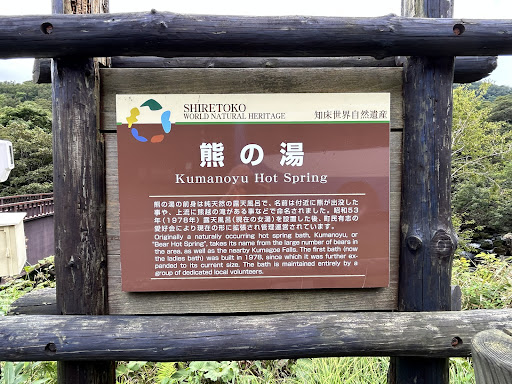 SHIRETOKO
WORLD NATURAL HERITAGE
知床世界自然遺産
熊の湯
Kumanoyu Hot Spring
熊の湯の前身は純天然の露天風呂で、名前は付近に熊が出没した
事や、上流に熊越の滝がある事などで命名されました。昭和53
年(1978年)露天風呂(現在の女湯)を設置した後、町民有志の
愛好会により現在の形に拡張され管理運営されています。
Originally a naturally occurring hot spring bath, Kumanoyu, or
"Beer Hot Spring", takes its name from the large number of bears in
the area, as well as the nearby Kumagoe Falls. The first bath (now
the ladies bath) was built in 1978, since which it was further ex-
panded to its current size. The bath is maintained entirely by a
group of dedicated local volunteers.